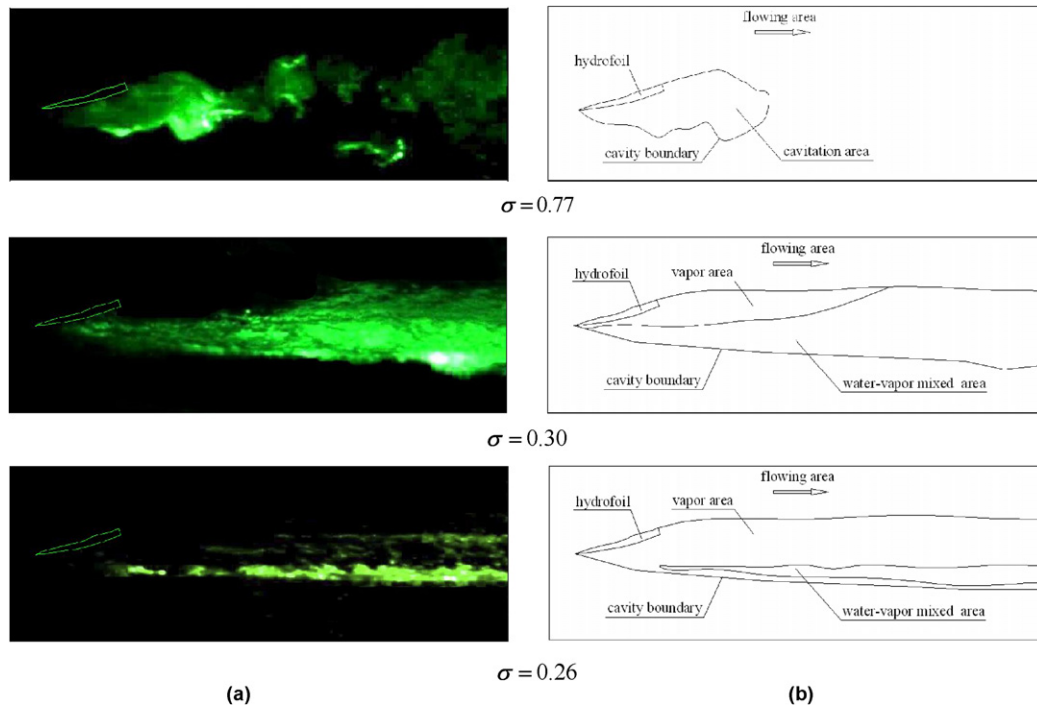 flowing area
hydrofoil
cavity boundary
cavitation area
σ=0.77
flowing area
hydrofoil
vapor area
cavity boundary
water-vapor mixed area
σ=0.30
flowing area
hydrofoil
vapor area
cavity boundary
water-vapor mixed area
σ=0.26
(a)
(b)